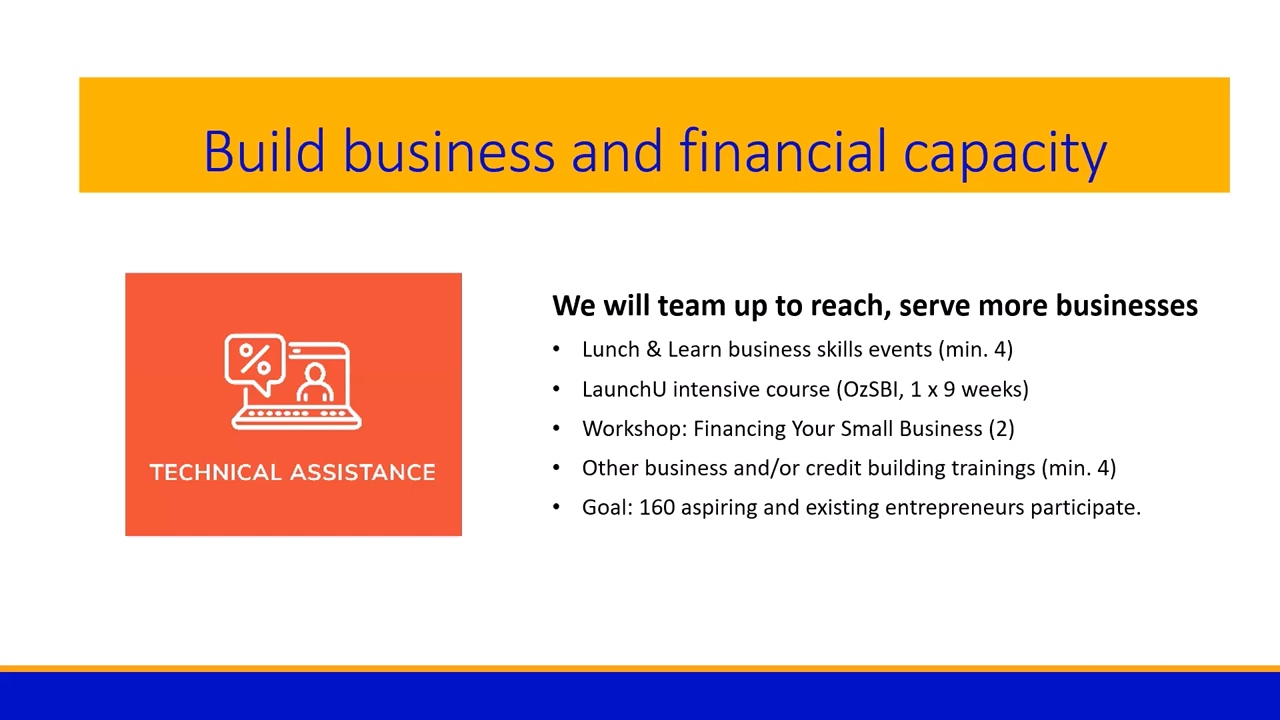 Build business and financial capacity
We will team up to reach, serve more businesses
• Lunch & Learn business skills events (min. 4)
• LaunchU intensive course (OzSBI, 1 x 9 weeks)
• Workshop: Financing Your Small Business (2)
• Other business and/or credit building trainings (min. 4)
• Goal: 160 aspiring and existing entrepreneurs participate.
%
TECHNICAL ASSISTANCE